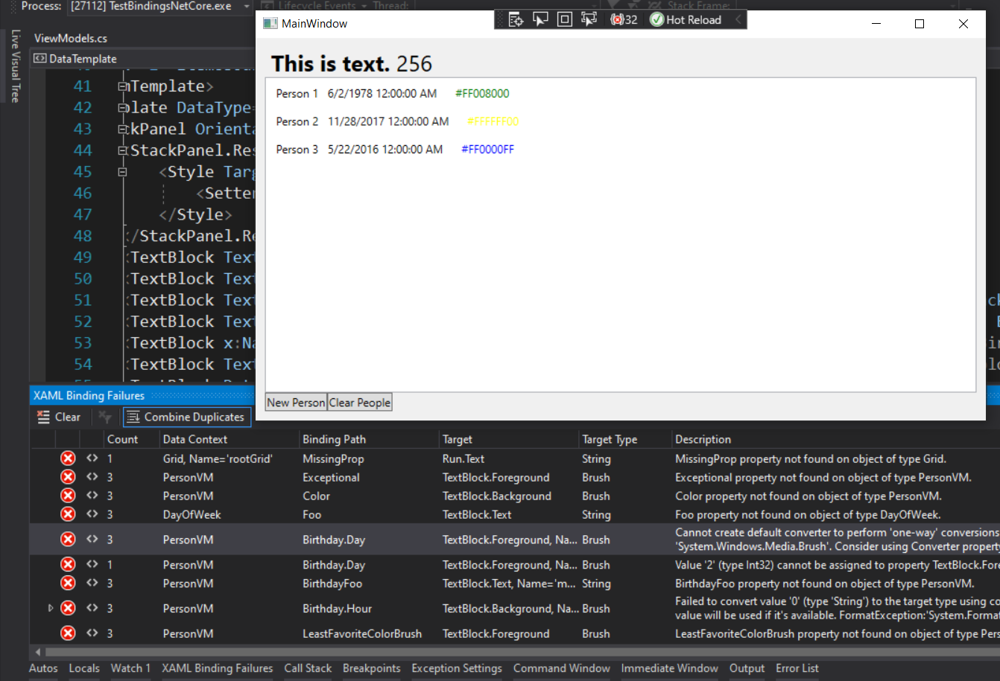 Process: [27112] TestBindingsNetCore.exe Lifecycle Events Thread: Stack Frame:
Live Visual Tree
ViewModels.cs
DataTemplate
MainWindow
32 Hot Reload
This is text. 256
Person 1 6/2/1978 12:00:00 AM #FF008000
Person 2 11/28/2017 12:00:00 AM #FFFFFF00
Person 3 5/22/2016 12:00:00 AM #FF0000FF
New Person Clear People
41 mTemplate>
42 plate DataType=
43 ckPanel Orienta
44 StackPanel.Res
45 <Style Targ
46 <Setter
47 </Style>
48 /StackPanel.Re
49 TextBlock Text
50 TextBlock Text
51 TextBlock Text
52 TextBlock Text
53 TextBlock x:Na
54 TextBlock Text
XAML Binding Failures
Clear Combine Duplicates
Count Data Context Binding Path Target Target Type Description
1 Grid, Name='rootGrid' MissingProp Run.Text String MissingProp property not found on object of type Grid.
3 PersonVM Exceptional TextBlock.Foreground Brush Exceptional property not found on object of type PersonVM.
3 PersonVM Color TextBlock.Background Brush Color property not found on object of type PersonVM.
3 DayOfWeek Foo TextBlock.Text String Foo property not found on object of type DayOfWeek.
3 PersonVM Birthday.Day TextBlock.Foreground, Na... Brush Cannot create default converter to perform 'one-way' conversions
'System.Windows.Media.Brush'. Consider using Converter property
1 PersonVM Birthday.Day TextBlock.Foreground, Na... Brush Value '2' (type Int32) cannot be assigned to property TextBlock.Fore
3 PersonVM BirthdayFoo TextBlock.Text, Name='m... String BirthdayFoo property not found on object of type PersonVM.
3 PersonVM Birthday.Hour TextBlock.Background, Na... Brush Failed to convert value '0' (type 'String') to the target type using co
value will be used if it's available. FormatException:'System.Format
3 PersonVM LeastFavoriteColorBrush TextBlock.Foreground Brush LeastFavoriteColorBrush property not found on object of type Pers
Autos Locals Watch 1 XAML Binding Failures Call Stack Breakpoints Exception Settings Command Window Immediate Window Output Error List